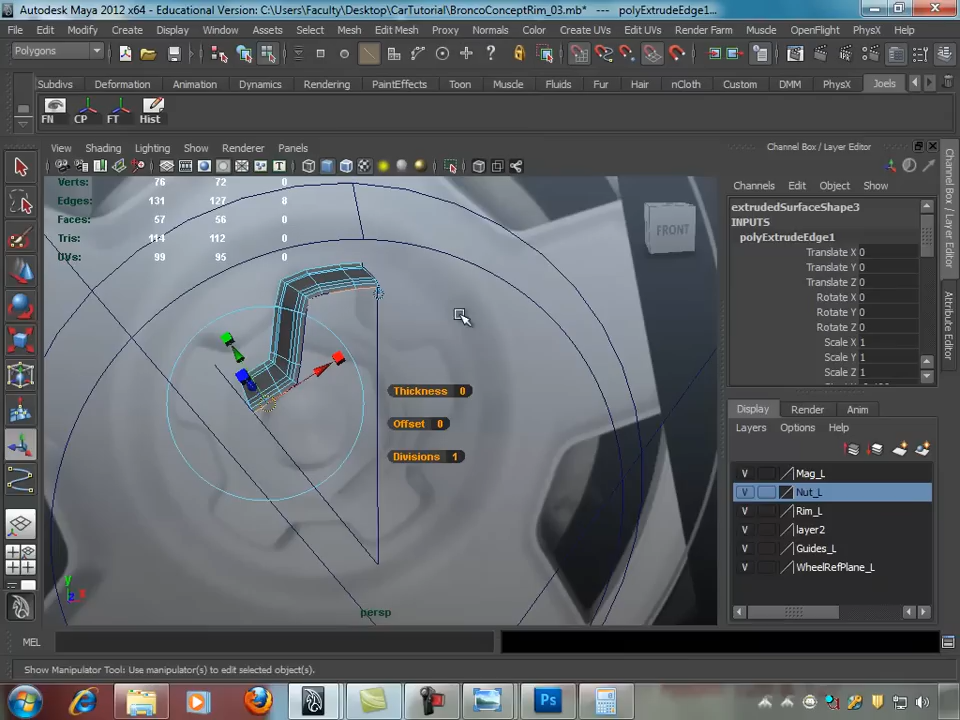 Autodesk Maya 2012 x64 - Educational Version: C:\Users\Faculty\Desktop\CarTutorial\BroncoConceptRim_03.mb* --- polyExtrudeEdge1...
File Edit Modify Create Display Window Assets Select Mesh Edit Mesh Proxy Normals Color Create UVs Edit UVs Render Farm Muscle OpenFlight PhysX Help
Polygons
Subdivs Deformation Animation Dynamics Rendering PaintEffects Toon Muscle Fluids Fur Hair nCloth Custom DMM PhysX Joels
FN CP FT Hist
View Shading Lighting Show Renderer Panels
Channel Box / Layer Editor
Verts: 76 72 0
Edges: 131 127 8
Faces: 57 56 0
Tris: 114 112 0
UVs: 99 95 0
FRONT
Thickness 0
Offset 0
Divisions 1
persp
y
Channels Edit Object Show
extrudedSurfaceShape3
INPUTS
polyExtrudeEdge1
Translate X 0
Translate Y 0
Translate Z 0
Rotate X 0
Rotate Y 0
Rotate Z 0
Scale X 1
Scale Y 1
Scale Z 1
Display Render Anim
Layers Options Help
V Mag_L
V Nut_L
V Rim_L
V layer2
V Guides_L
V WheelRefPlane_L
Channel Box / Layer Editor
Attribute Editor
MEL
Show Manipulator Tool: Use manipulator(s) to edit selected object(s).
Ps